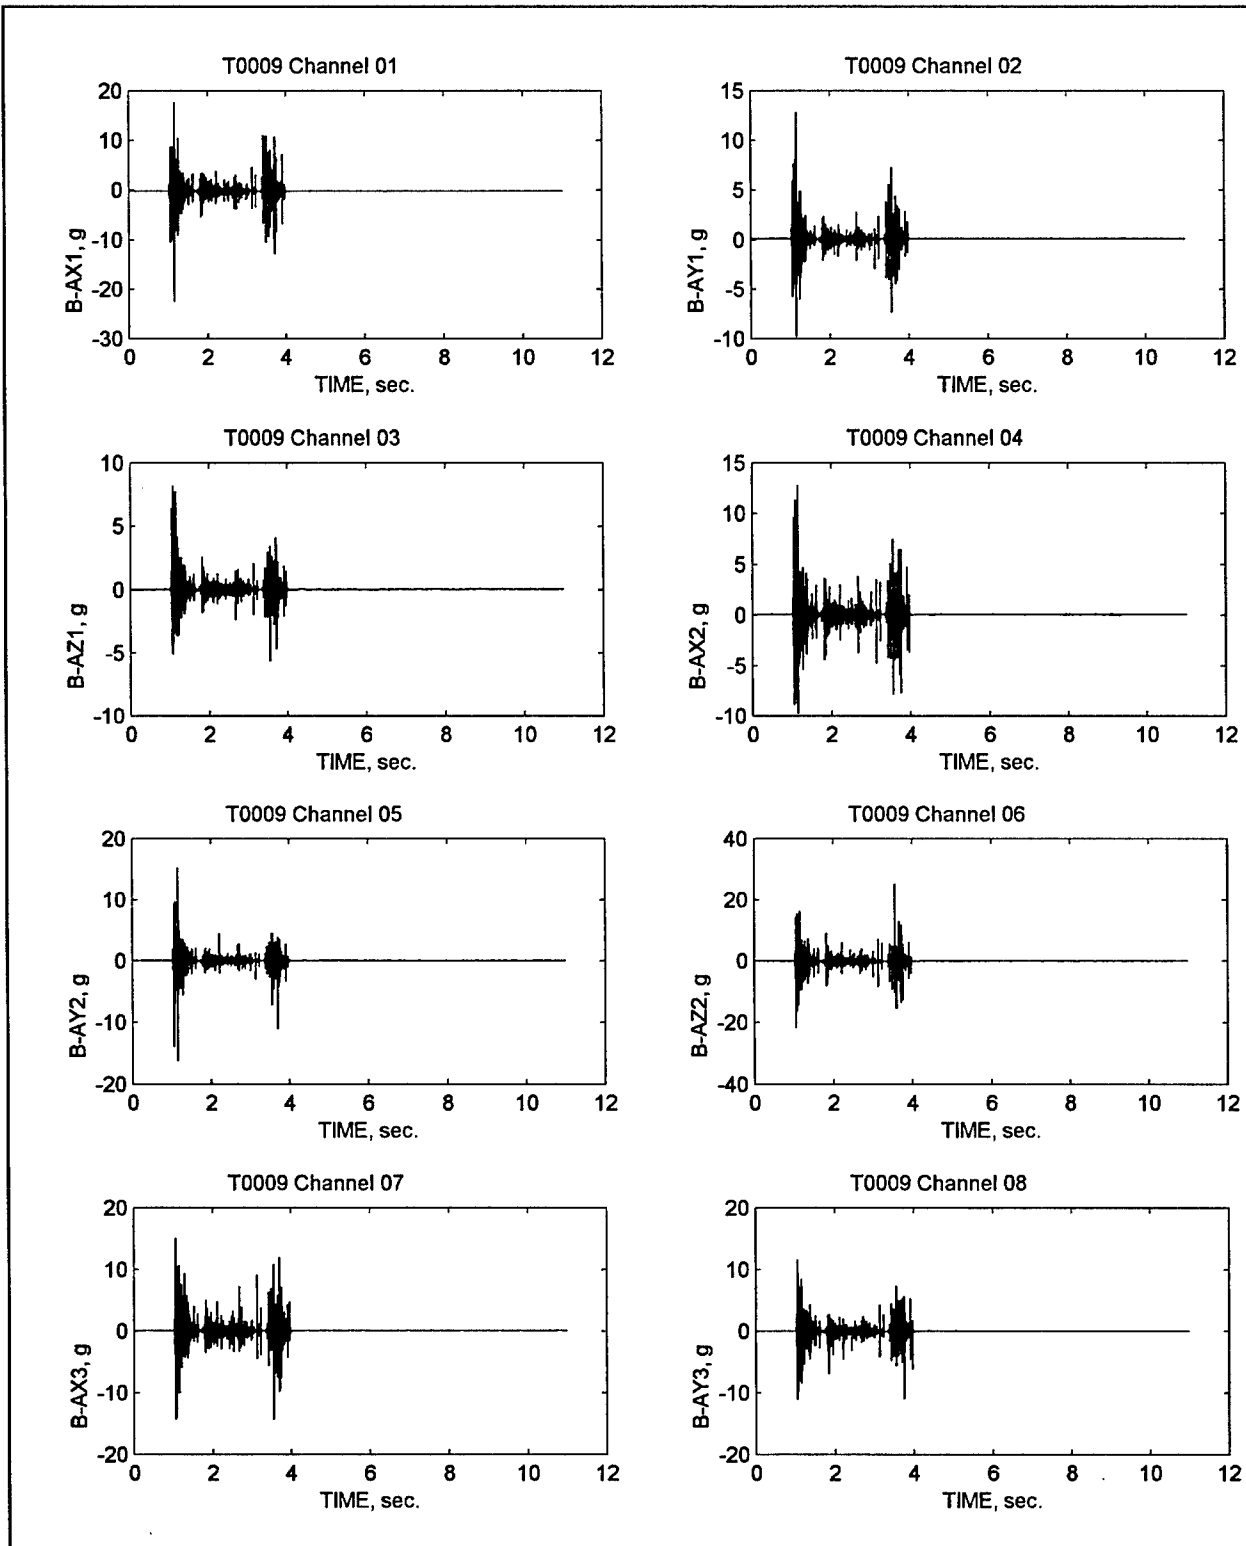 T0009 Channel 01
20
10
0
-10
-20
-30
B-AX1, g
0 2 4 6 8 10 12
TIME, sec.
T0009 Channel 02
15
10
5
0
-5
-10
B-AY1, g
0 2 4 6 8 10 12
TIME, sec.
T0009 Channel 03
10
5
0
-5
-10
B-AZ1, g
0 2 4 6 8 10 12
TIME, sec.
T0009 Channel 04
15
10
5
0
-5
-10
B-AX2, g
0 2 4 6 8 10 12
TIME, sec.
T0009 Channel 05
20
10
0
-10
-20
B-AY2, g
0 2 4 6 8 10 12
TIME, sec.
T0009 Channel 06
40
20
0
-20
-40
B-AZ2, g
0 2 4 6 8 10 12
TIME, sec.
T0009 Channel 07
20
10
0
-10
-20
B-AX3, g
0 2 4 6 8 10 12
TIME, sec.
T0009 Channel 08
20
10
0
-10
-20
B-AY3, g
0 2 4 6 8 10 12
TIME, sec.